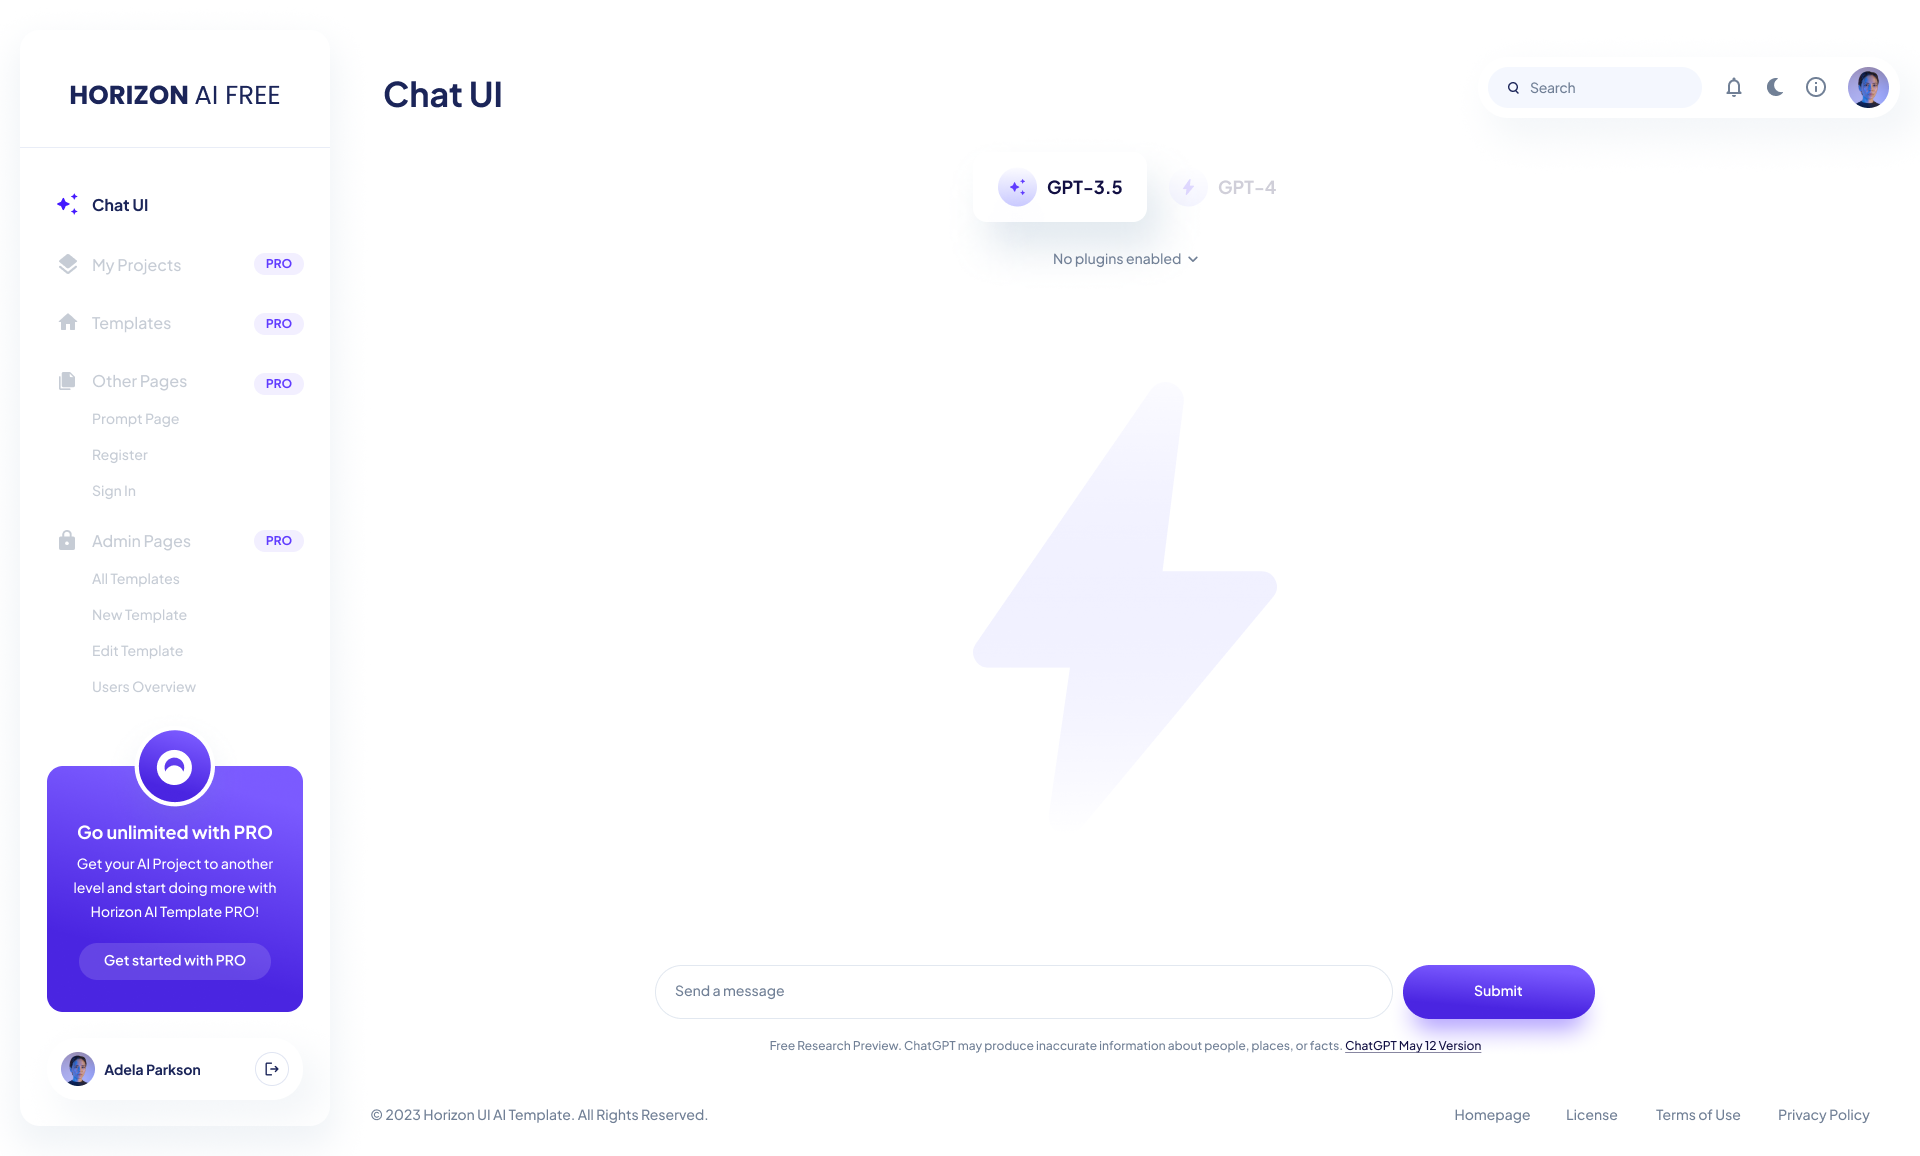 HORIZON AI FREE
Chat UI
My Projects PRO
Templates PRO
Other Pages PRO
Prompt Page
Register
Sign In
Admin Pages PRO
All Templates
New Template
Edit Template
Users Overview
Go unlimited with PRO
Get your AI Project to another
level and start doing more with
Horizon AI Template PRO!
Get started with PRO
Adela Parkson
Chat UI
Search
GPT-3.5
GPT-4
No plugins enabled
Send a message
Submit
Free Research Preview. ChatGPT may produce inaccurate information about people, places, or facts. ChatGPT May 12 Version
© 2023 Horizon UI AI Template. All Rights Reserved.
Homepage
License
Terms of Use
Privacy Policy